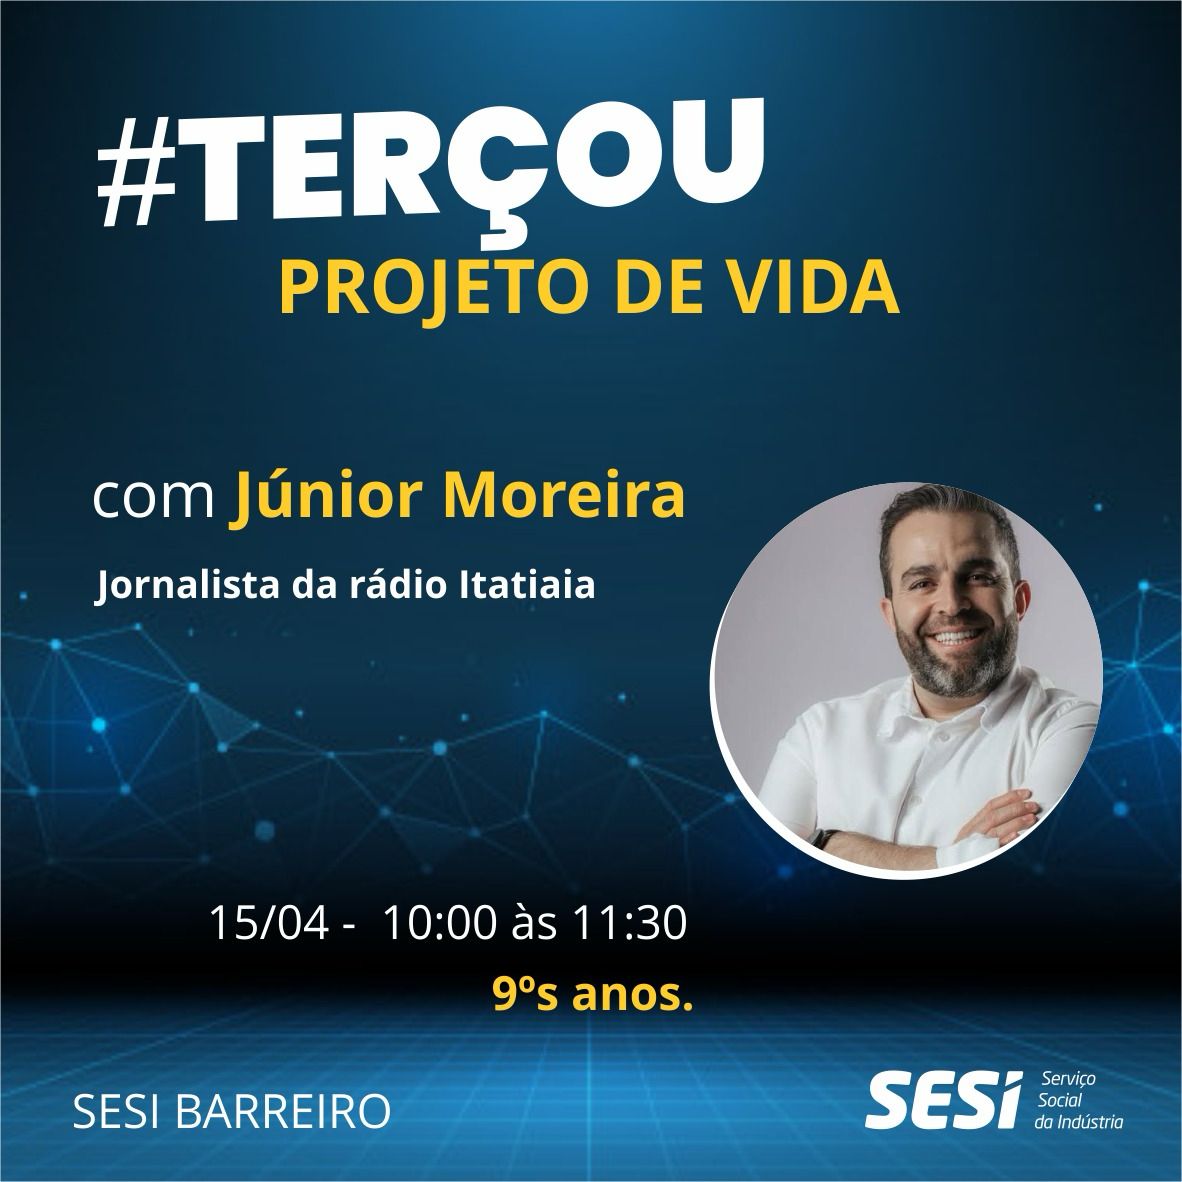 #TERÇOU
PROJETO DE VIDA
com Júnior Moreira
Jornalista da rádio Itatiaia
15/04 - 10:00 às 11:30
9ºs anos.
SESI BARREIRO
SESI
Serviço
Social
da Indústria